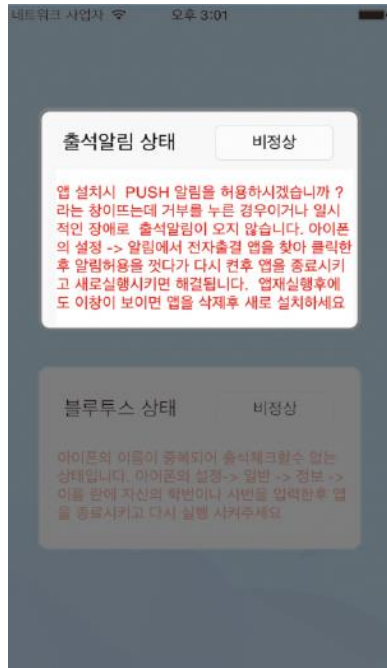 네트워크 사업자 오후 3:01
출석알림 상태 비정상
앱 설치시 PUSH 알림을 허용하시겠습니까 ?
라는 창이뜨는데 거부를 누른 경우이거나 일시
적인 장애로 출석알림이 오지 않습니다. 아이폰
의 설정 -> 알림에서 전자출결 앱을 찾아 클릭한
후 알림허용을 껏다가 다시 켠후 앱을 종료시키
고 새로실행시키면 해결됩니다. 앱재실행후에
도 이창이 보이면 앱을 삭제후 새로 설치하세요
블루투스 상태 비정상
아이폰의 이름이 중복되어 출석체크할수 없는
상태입니다. 아이폰의 설정-> 일반 -> 정보 ->
이름 란에 자신의 학번이나 사번을 입력한후 앱
을 종료시키고 다시 실행 시켜주세요